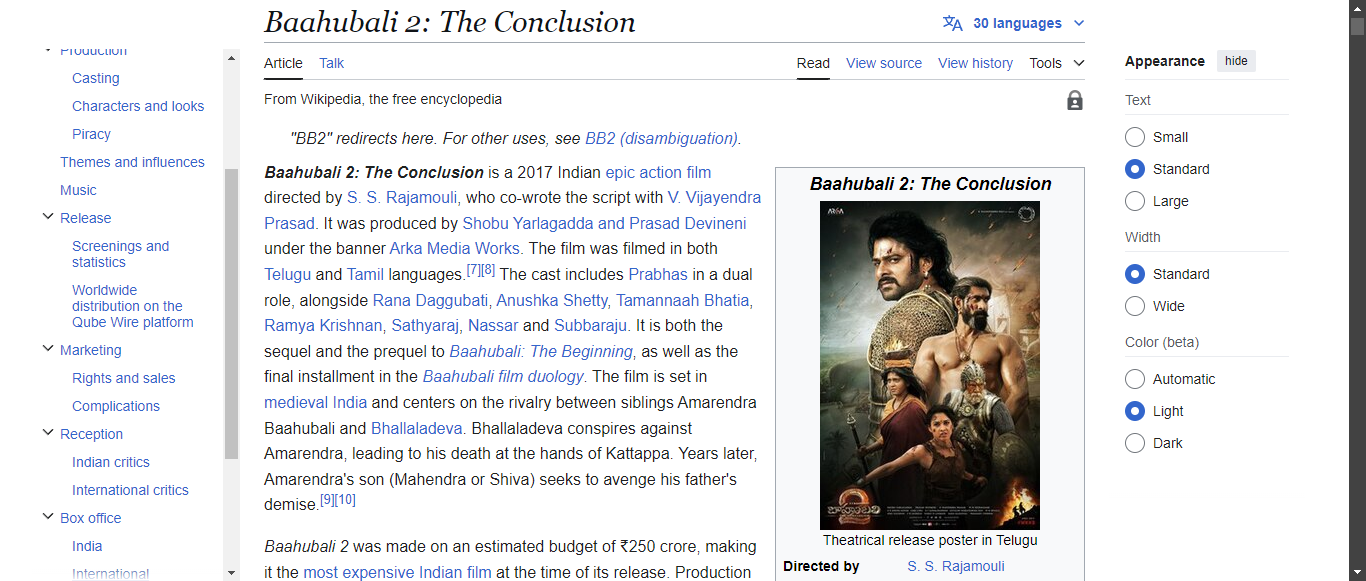 Baahubali 2: The Conclusion
30 languages
Production
Casting
Characters and looks
Piracy
Themes and influences
Music
Release
Screenings and
statistics
Worldwide
distribution on the
Qube Wire platform
Marketing
Rights and sales
Complications
Reception
Indian critics
International critics
Box office
India
International
Article Talk
Read View source View history Tools
From Wikipedia, the free encyclopedia
"BB2" redirects here. For other uses, see BB2 (disambiguation).
Baahubali 2: The Conclusion is a 2017 Indian epic action film
directed by S. S. Rajamouli, who co-wrote the script with V. Vijayendra
Prasad. It was produced by Shobu Yarlagadda and Prasad Devineni
under the banner Arka Media Works. The film was filmed in both
Telugu and Tamil languages.[7][8] The cast includes Prabhas in a dual
role, alongside Rana Daggubati, Anushka Shetty, Tamannaah Bhatia,
Ramya Krishnan, Sathyaraj, Nassar and Subbaraju. It is both the
sequel and the prequel to Baahubali: The Beginning, as well as the
final installment in the Baahubali film duology. The film is set in
medieval India and centers on the rivalry between siblings Amarendra
Baahubali and Bhallaladeva. Bhallaladeva conspires against
Amarendra, leading to his death at the hands of Kattappa. Years later,
Amarendra's son (Mahendra or Shiva) seeks to avenge his father's
demise.[9][10]
Baahubali 2 was made on an estimated budget of ₹250 crore, making
it the most expensive Indian film at the time of its release. Production
Baahubali 2: The Conclusion
ARKA
2
బాహుబలి
Theatrical release poster in Telugu
Directed by S. S. Rajamouli
Appearance hide
Text
Small
Standard
Large
Width
Standard
Wide
Color (beta)
Automatic
Light
Dark